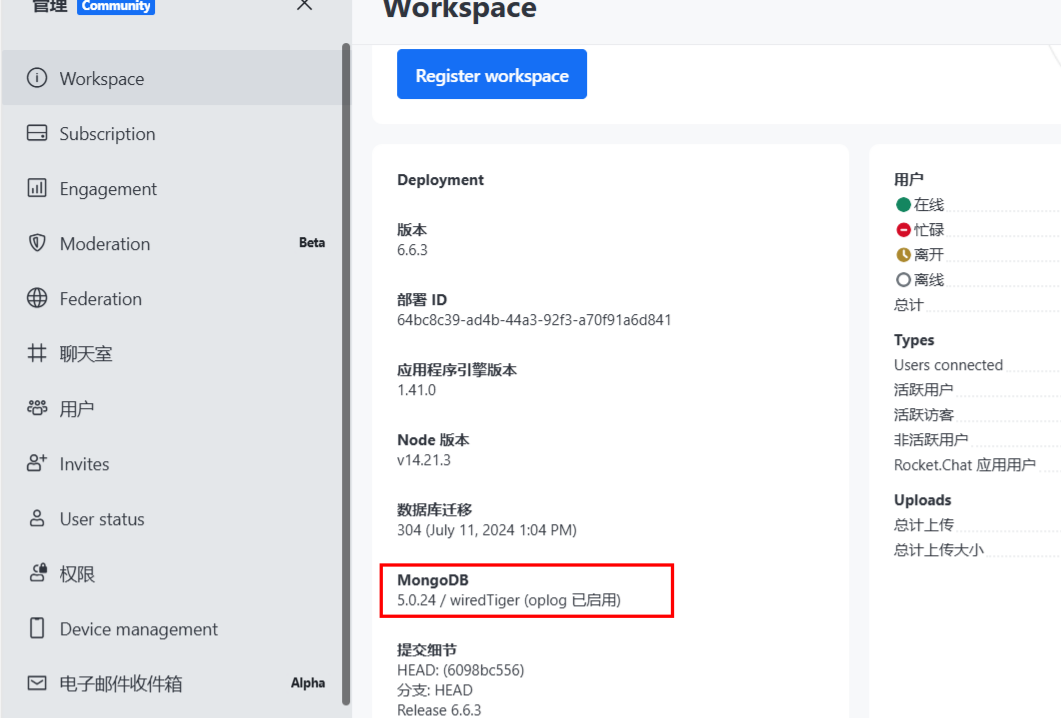 管理 Community
Workspace
Subscription
Engagement
Moderation Beta
Federation
聊天室
用户
Invites
User status
权限
Device management
电子邮件收件箱 Alpha
Workspace
Register workspace
Deployment
版本
6.6.3
部署 ID
64bc8c39-ad4b-44a3-92f3-a70f91a6d841
应用程序引擎版本
1.41.0
Node 版本
v14.21.3
数据库迁移
304 (July 11, 2024 1:04 PM)
MongoDB
5.0.24 / wiredTiger (oplog 已启用)
提交细节
HEAD: (6098bc556)
分支: HEAD
Release 6.6.3
用户
在线
忙碌
离开
离线
总计
Types
Users connected
活跃用户
活跃访客
非活跃用户
Rocket.Chat 应用用户
Uploads
总计上传
总计上传大小